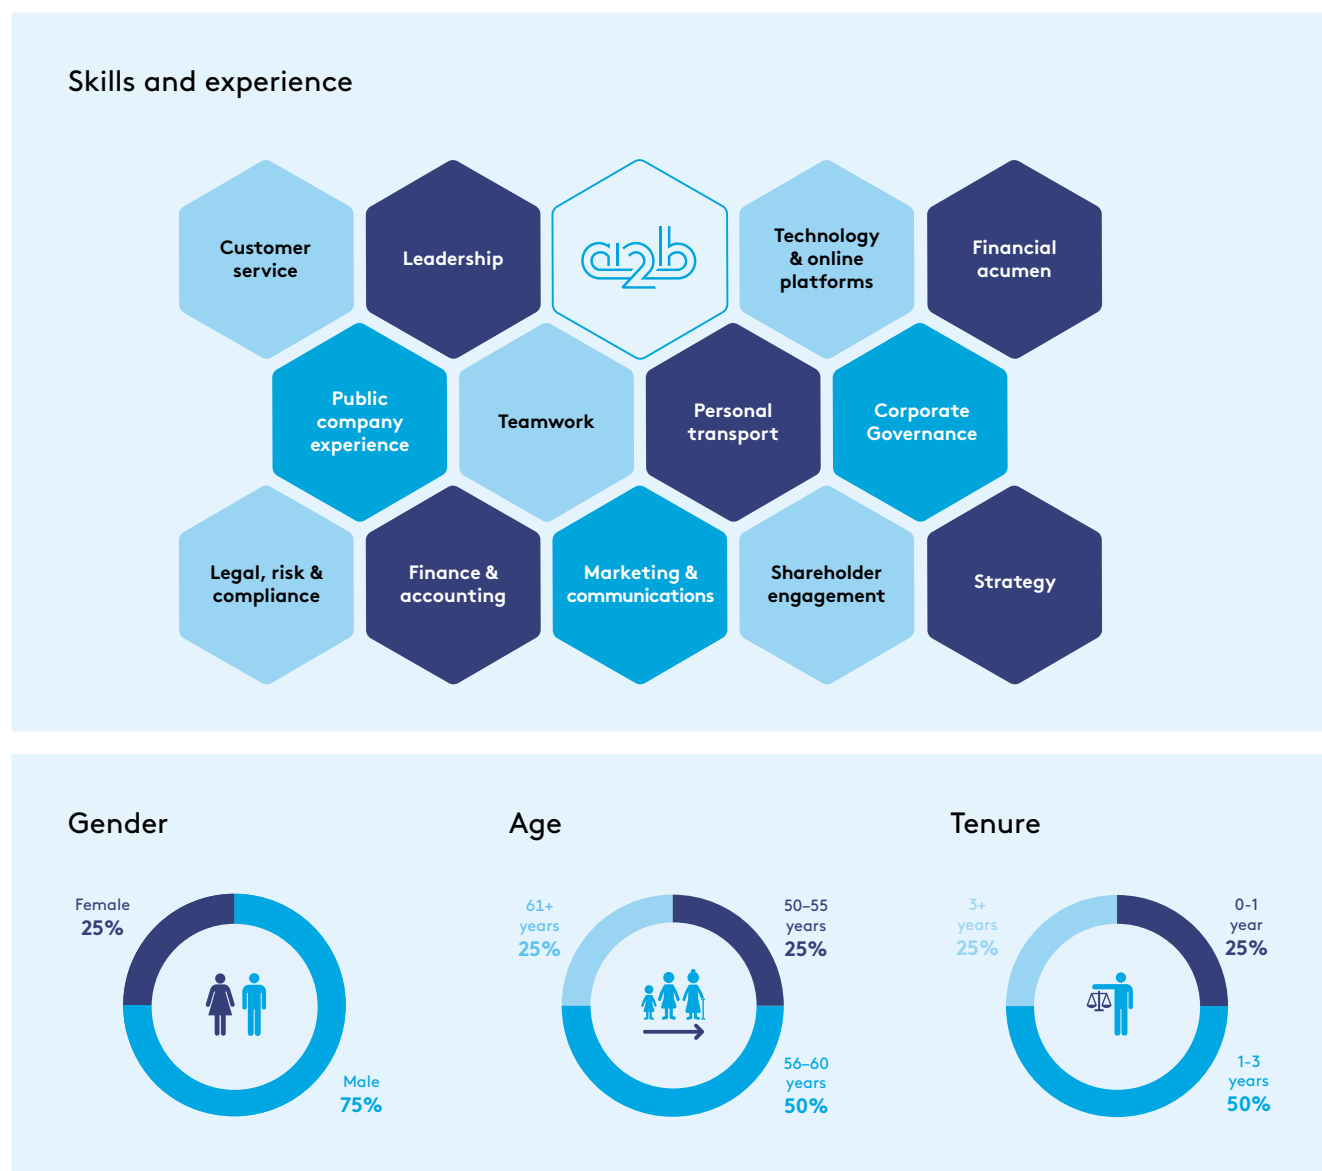 Skills and experience
Customer
service
Leadership
a2b
Technology
& online
platforms
Financial
acumen
Public
company
experience
Teamwork
Personal
transport
Corporate
Governance
Legal, risk &
compliance
Finance &
accounting
Marketing &
communications
Shareholder
engagement
Strategy
Gender
Female
25%
Male
75%
Age
61+
years
25%
50–55
years
25%
56–60
years
50%
Tenure
3+
years
25%
0-1
year
25%
1-3
years
50%